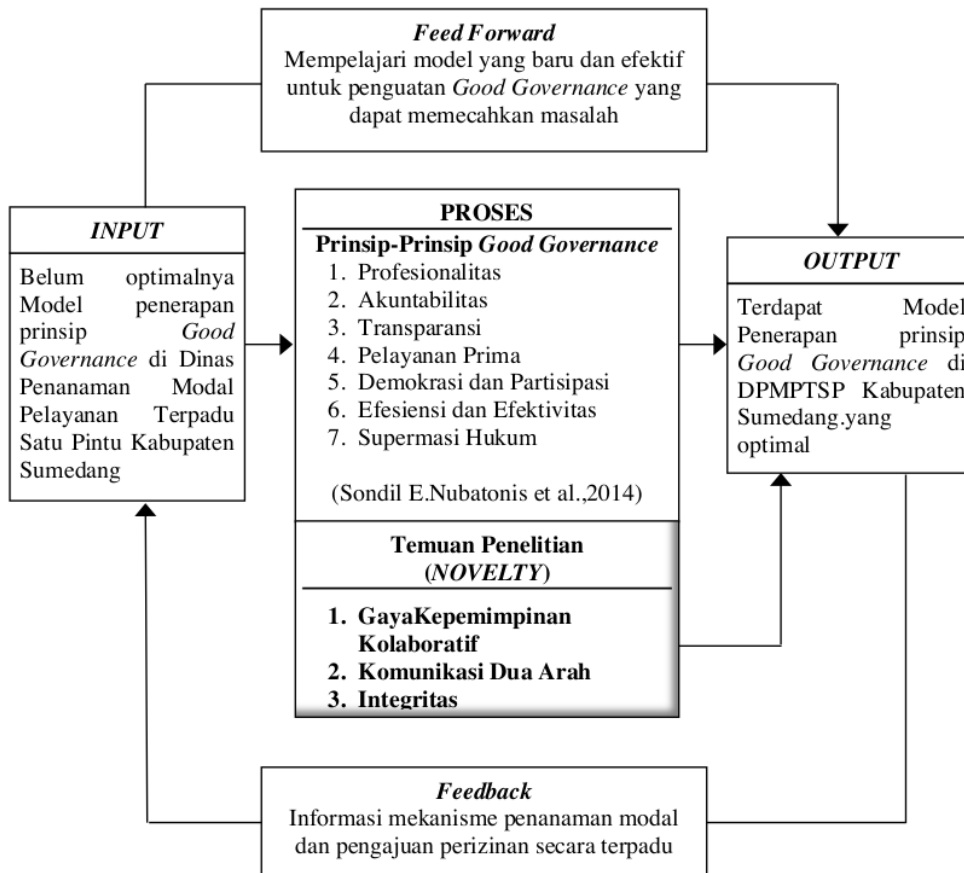 Feed Forward
Mempelajari model yang baru dan efektif
untuk penguatan Good Governance yang
dapat memecahkan masalah
INPUT
Belum optimalnya
Model penerapan
prinsip Good
Governance di Dinas
Penanaman Modal
Pelayanan Terpadu
Satu Pintu Kabupaten
Sumedang
PROSES
Prinsip-Prinsip Good Governance
1. Profesionalitas
2. Akuntabilitas
3. Transparansi
4. Pelayanan Prima
5. Demokrasi dan Partisipasi
6. Efesiensi dan Efektivitas
7. Supermasi Hukum
(Sondil E.Nubatonis et al.,2014)
Temuan Penelitian
(NOVELTY)
1. GayaKepemimpinan
Kolaboratif
2. Komunikasi Dua Arah
3. Integritas
OUTPUT
Terdapat Model
Penerapan prinsip
Good Governance di
DPMPTSP Kabupaten
Sumedang.yang
optimal
Feedback
Informasi mekanisme penanaman modal
dan pengajuan perizinan secara terpadu